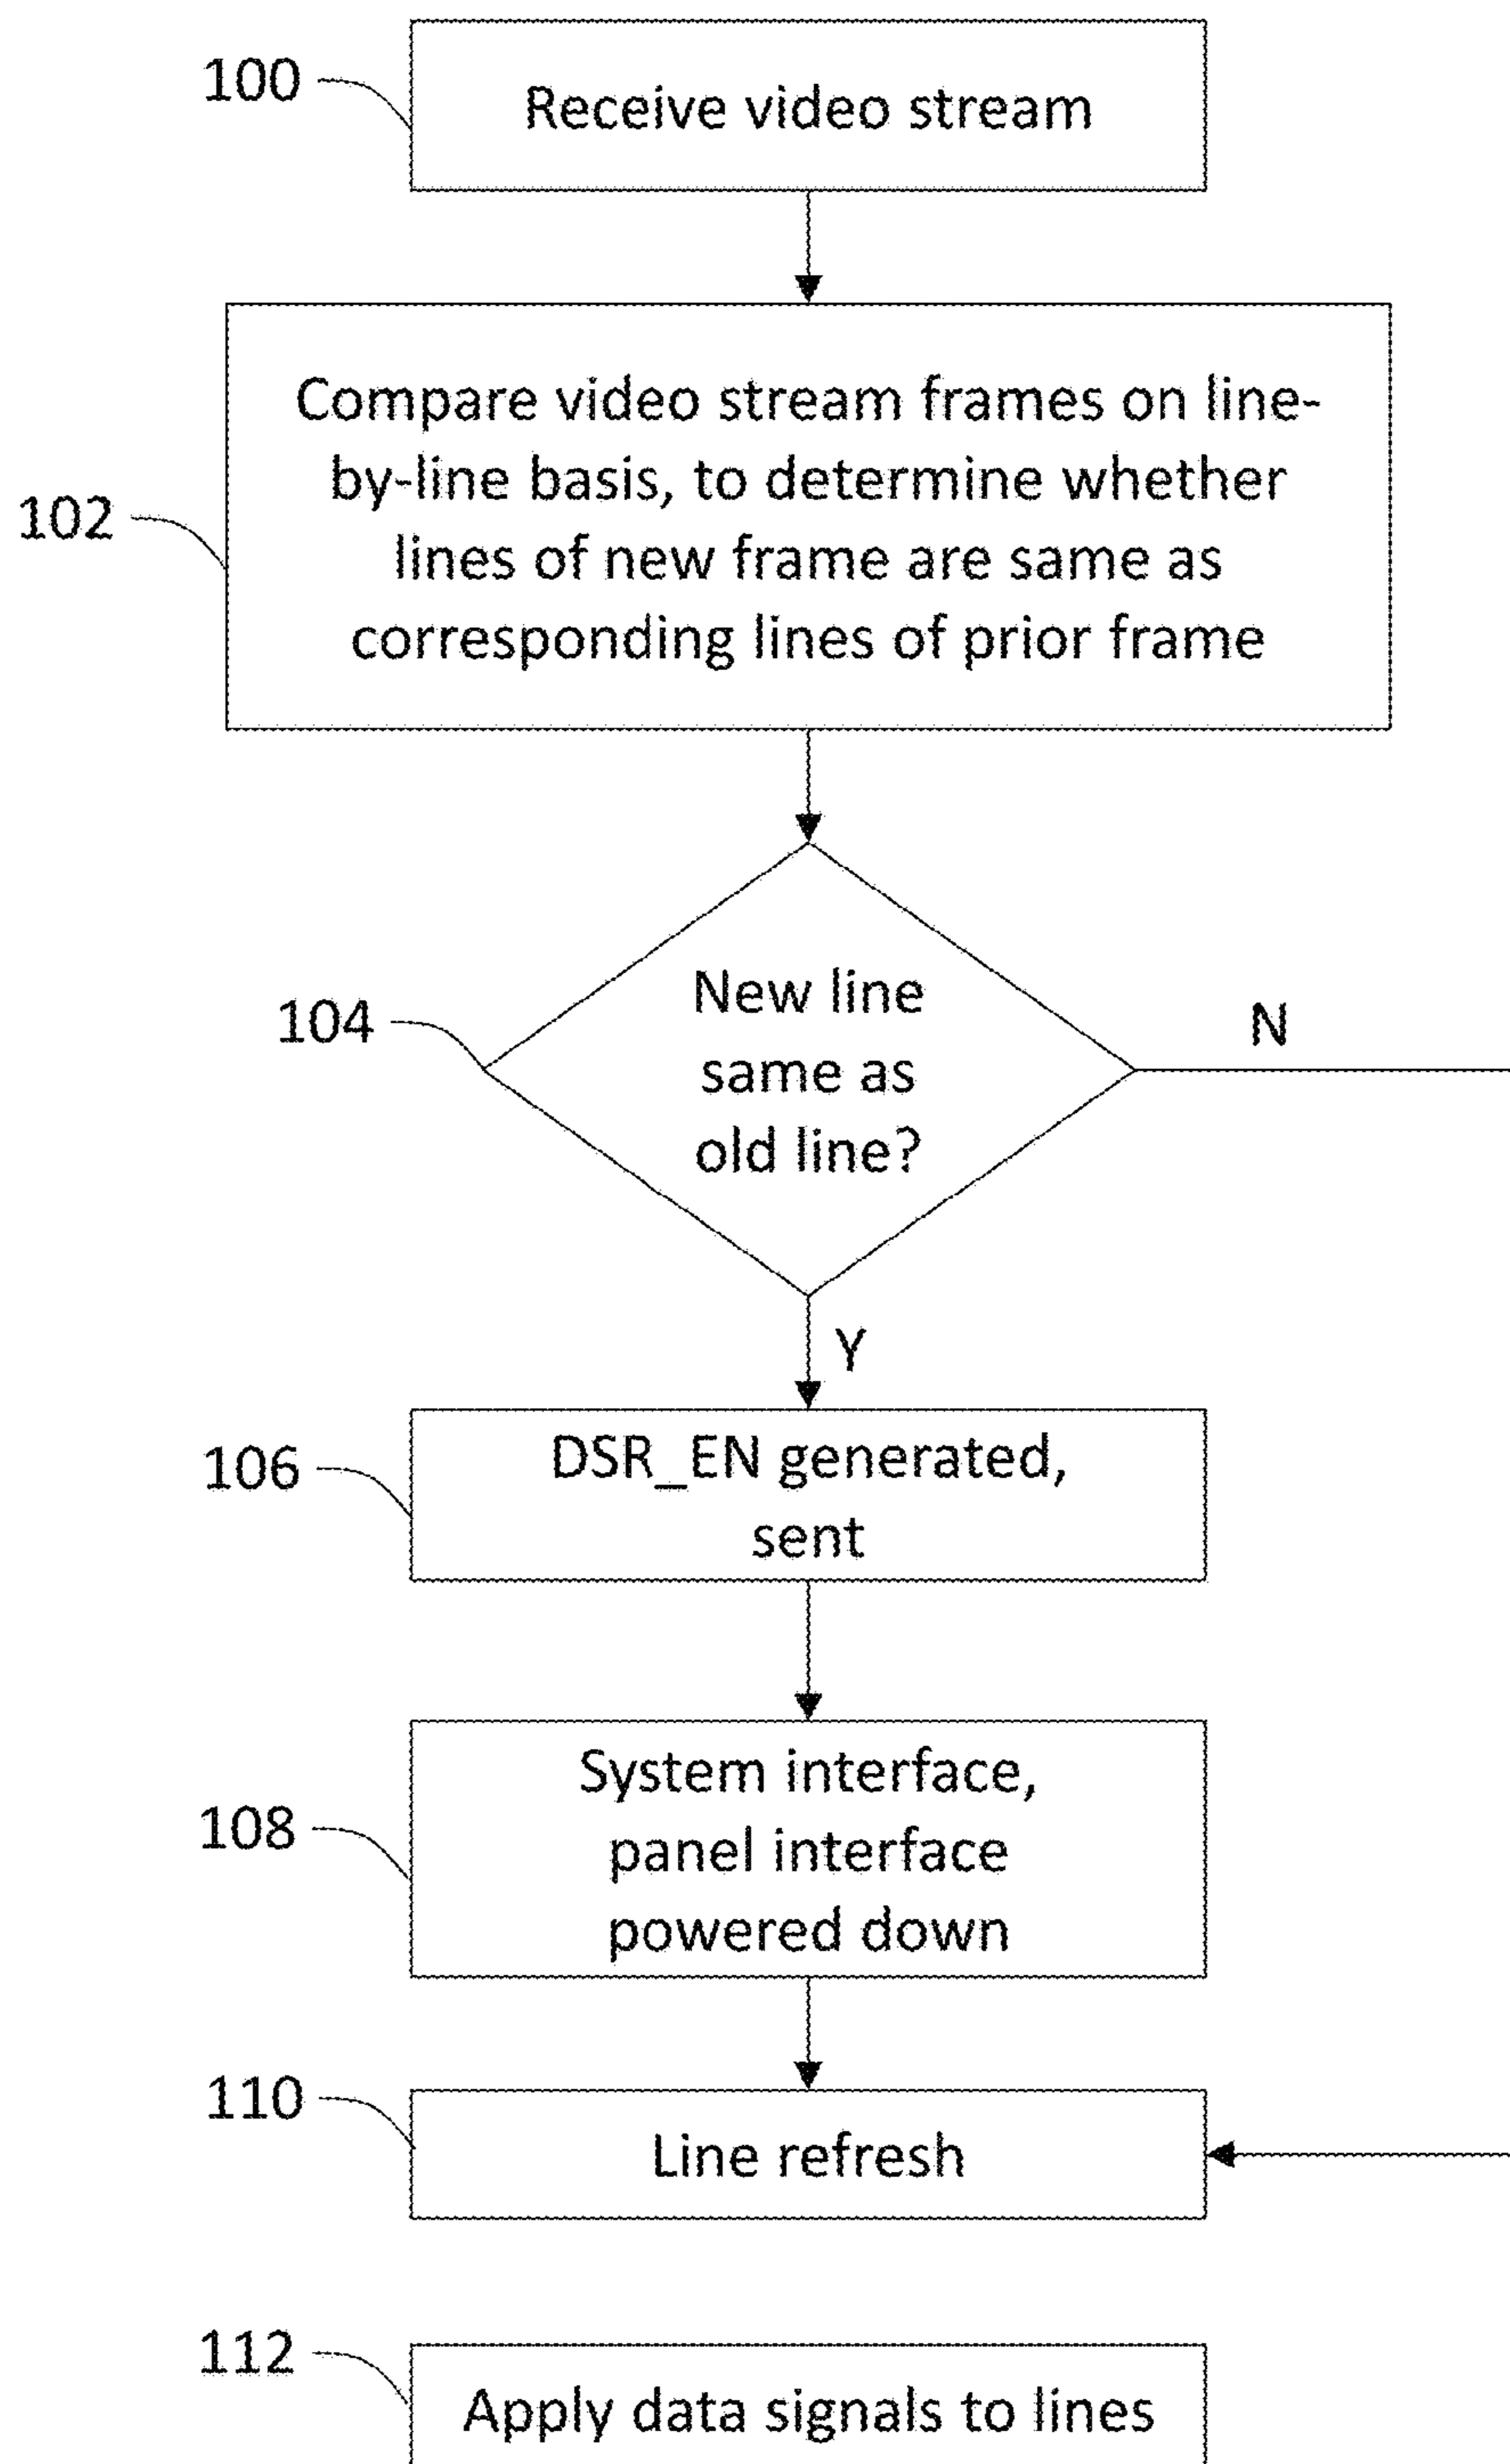 100
Receive video stream
102
Compare video stream frames on line-
by-line basis, to determine whether
lines of new frame are same as
corresponding lines of prior frame
104
New line
same as
old line?
N
Y
106
DSR_EN generated,
sent
108
System interface,
panel interface
powered down
110
Line refresh
112
Apply data signals to lines